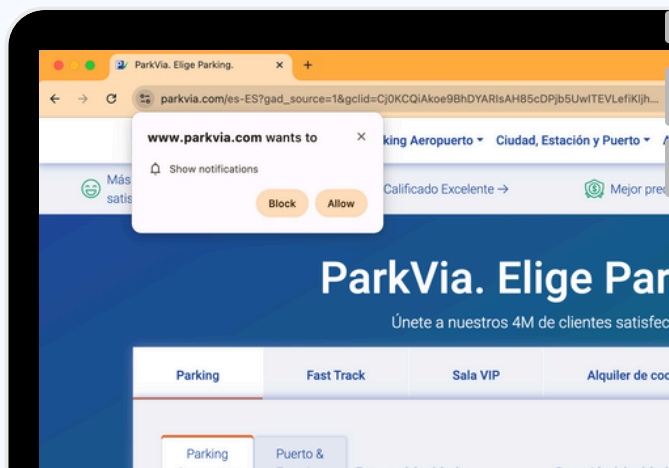 ParkVia. Elige Parking.
parkvia.com/es-ES?gad_source=1&gclid=Cj0KCQiAkoe9BhDYARIsAH85cDPjb5UwITEVLefiKljh...
www.parkvia.com wants to
Show notifications
Block Allow
king Aeropuerto Ciudad, Estación y Puerto
Más
satis
Calificado Excelente →
Mejor prec
ParkVia. Elige Par
Únete a nuestros 4M de clientes satisfec
Parking Fast Track Sala VIP Alquiler de coc
Parking Puerto &